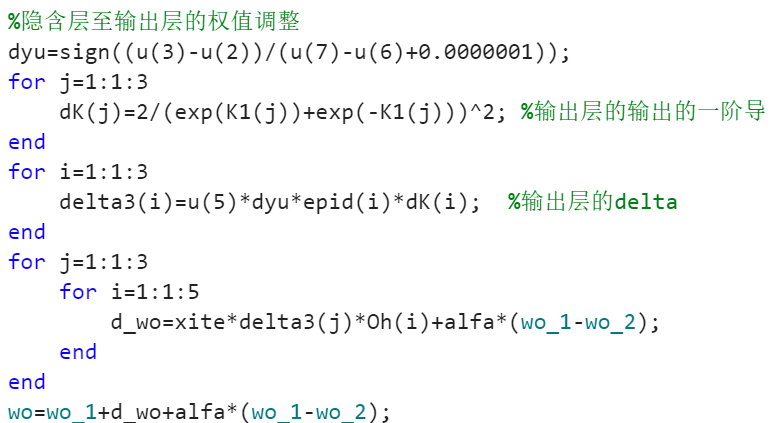 %隐含层至输出层的权值调整
dyu=sign((u(3)-u(2))/(u(7)-u(6)+0.0000001));
for j=1:1:3
    dK(j)=2/(exp(K1(j))+exp(-K1(j)))^2; %输出层的输出的一阶导
end
for i=1:1:3
    delta3(i)=u(5)*dyu*epid(i)*dK(i);  %输出层的delta
end
for j=1:1:3
    for i=1:1:5
        d_wo=xite*delta3(j)*Oh(i)+alfa*(wo_1-wo_2);
    end
end
wo=wo_1+d_wo+alfa*(wo_1-wo_2);